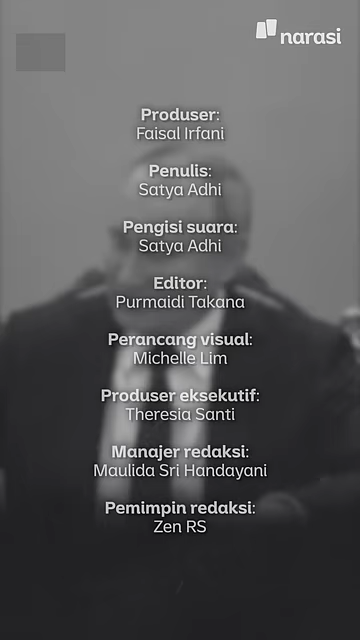 narasi
Produser:
Faisal Irfani
Penulis:
Satya Adhi
Pengisi suara:
Satya Adhi
Editor:
Purmaidi Takana
Perancang visual:
Michelle Lim
Produser eksekutif:
Theresia Santi
Manajer redaksi:
Maulida Sri Handayani
Pemimpin redaksi:
Zen RS